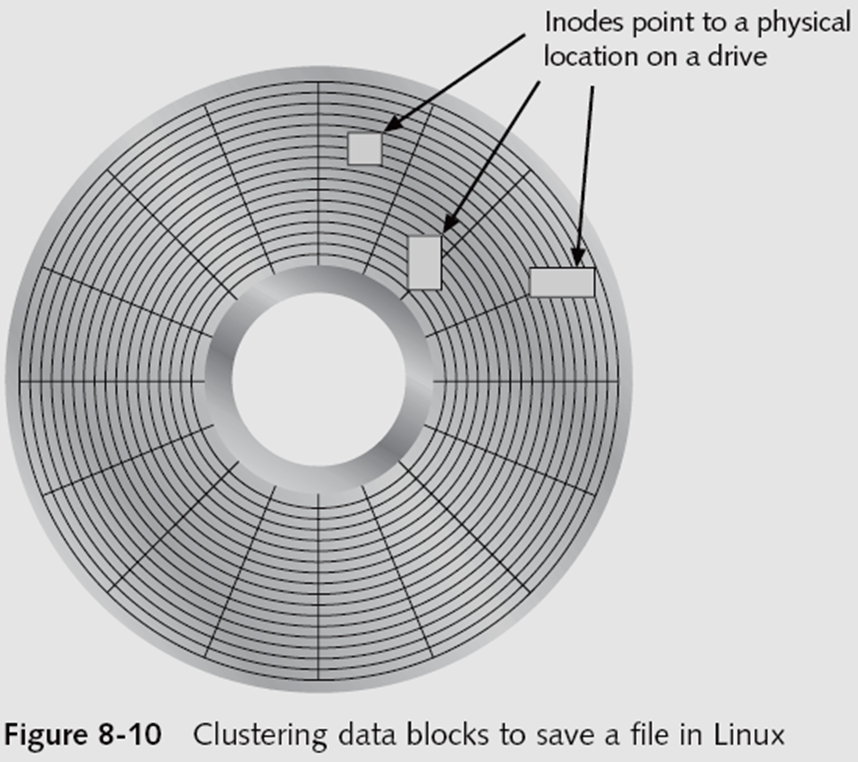 Inodes point to a physical
location on a drive
Figure 8-10 Clustering data blocks to save a file in Linux